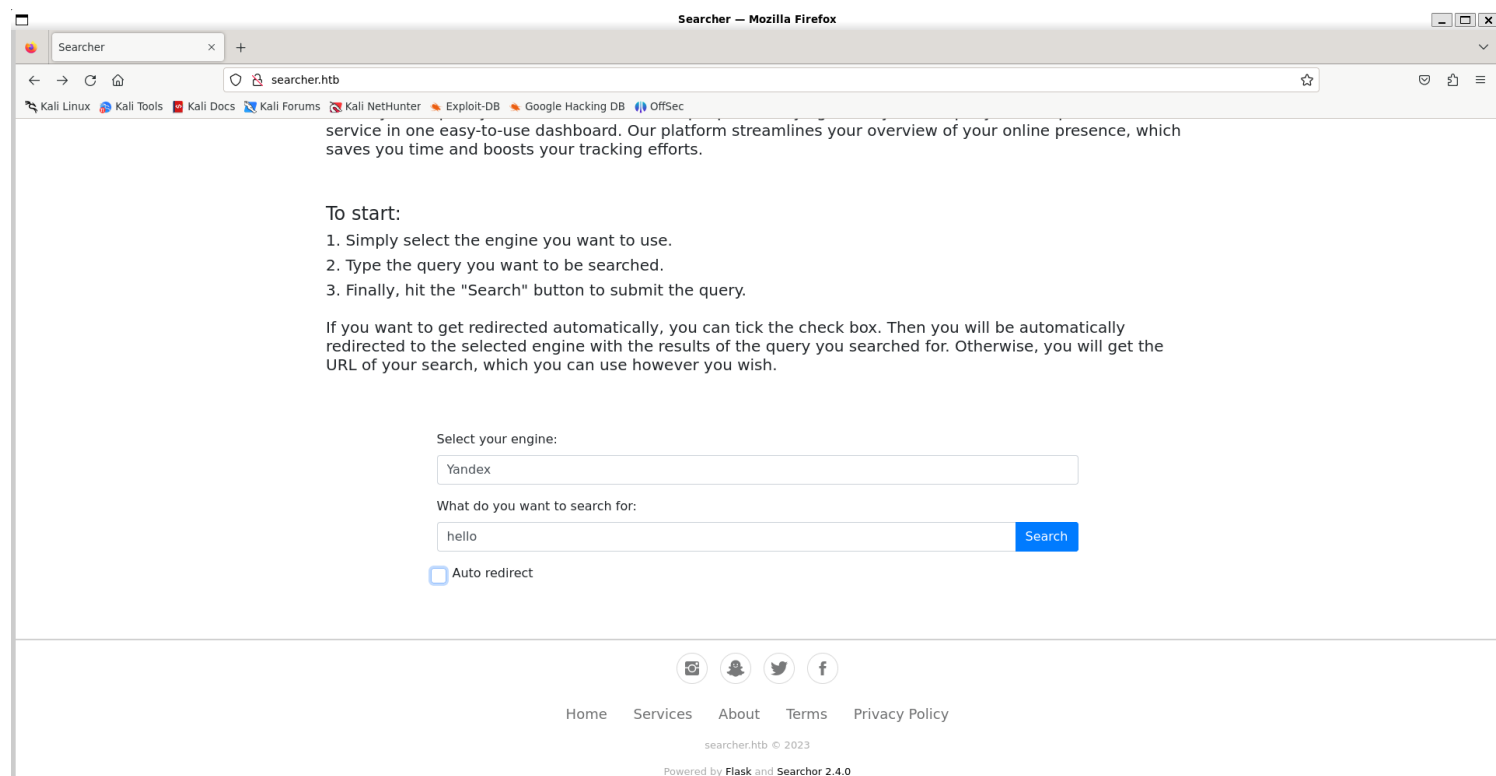 Searcher — Mozilla Firefox
Searcher
searcher.htb
Kali Linux Kali Tools Kali Docs Kali Forums Kali NetHunter Exploit-DB Google Hacking DB OffSec
service in one easy-to-use dashboard. Our platform streamlines your overview of your online presence, which
saves you time and boosts your tracking efforts.
To start:
1. Simply select the engine you want to use.
2. Type the query you want to be searched.
3. Finally, hit the "Search" button to submit the query.
If you want to get redirected automatically, you can tick the check box. Then you will be automatically
redirected to the selected engine with the results of the query you searched for. Otherwise, you will get the
URL of your search, which you can use however you wish.
Select your engine:
Yandex
What do you want to search for:
hello Search
Auto redirect
Home Services About Terms Privacy Policy
searcher.htb © 2023
Powered by Flask and Searchor 2.4.0